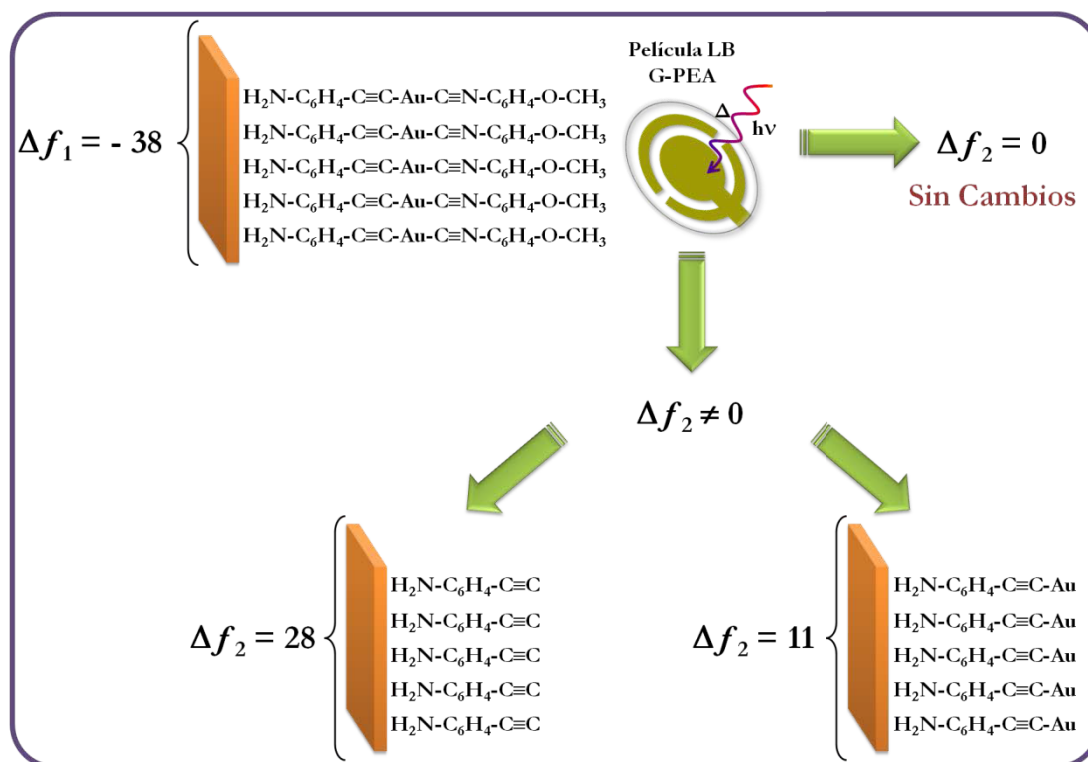 Δf₁ = - 38
H₂N-C₆H₄-C≡C-Au-C≡N-C₆H₄-O-CH₃
H₂N-C₆H₄-C≡C-Au-C≡N-C₆H₄-O-CH₃
H₂N-C₆H₄-C≡C-Au-C≡N-C₆H₄-O-CH₃
H₂N-C₆H₄-C≡C-Au-C≡N-C₆H₄-O-CH₃
H₂N-C₆H₄-C≡C-Au-C≡N-C₆H₄-O-CH₃
Película LB
G-PEA
Δ
hν
Δf₂ = 0
Sin Cambios
Δf₂ ≠ 0
Δf₂ = 28
H₂N-C₆H₄-C≡C
H₂N-C₆H₄-C≡C
H₂N-C₆H₄-C≡C
H₂N-C₆H₄-C≡C
H₂N-C₆H₄-C≡C
Δf₂ = 11
H₂N-C₆H₄-C≡C-Au
H₂N-C₆H₄-C≡C-Au
H₂N-C₆H₄-C≡C-Au
H₂N-C₆H₄-C≡C-Au
H₂N-C₆H₄-C≡C-Au